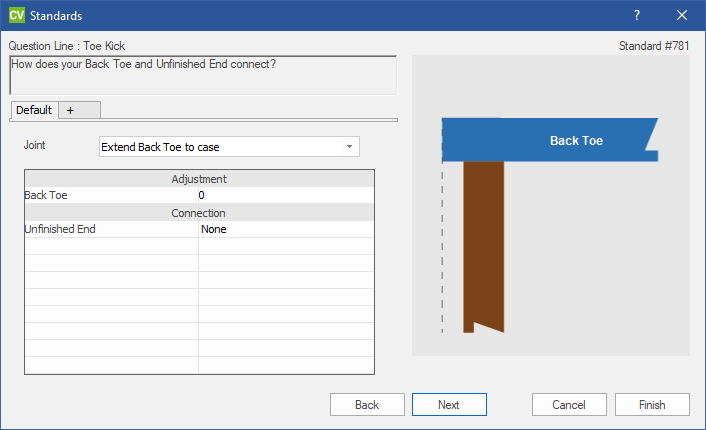 CV Standards ?
Question Line : Toe Kick
Standard #781
How does your Back Toe and Unfinished End connect?
Default +
Joint Extend Back Toe to case
Adjustment
Back Toe 0
Connection
Unfinished End None
Back Toe
Back Next Cancel Finish